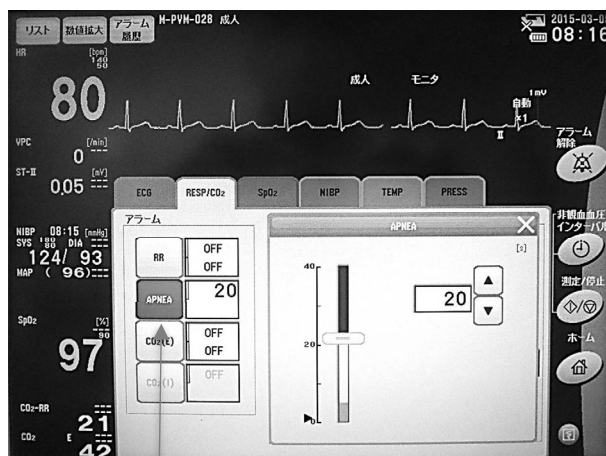 リスト 数値拡大 アラーム履歴
M-PVM-028 成人
2015-03-0
08:16
HR [bpm]
140
50
80
成人 モニタ
1mV
自動
×1
II
VPC [/min]
0
ST-II [mV]
0.05
アラーム
解除
ECG RESP/CO2 SpO2 NIBP TEMP PRESS
アラーム
RR OFF
OFF
APNEA 20
CO2(E) OFF
OFF
CO2(I) OFF
APNEA
[s]
40
20
0
20
NIBP 08:15 [mmHg]
SYS 180 80 DIA
124/ 93
MAP ( 96)
SpO2 [%]
90
97
CO2-RR
21
CO2 E
42
非観血血圧
インターバル
測定/停止
ホーム